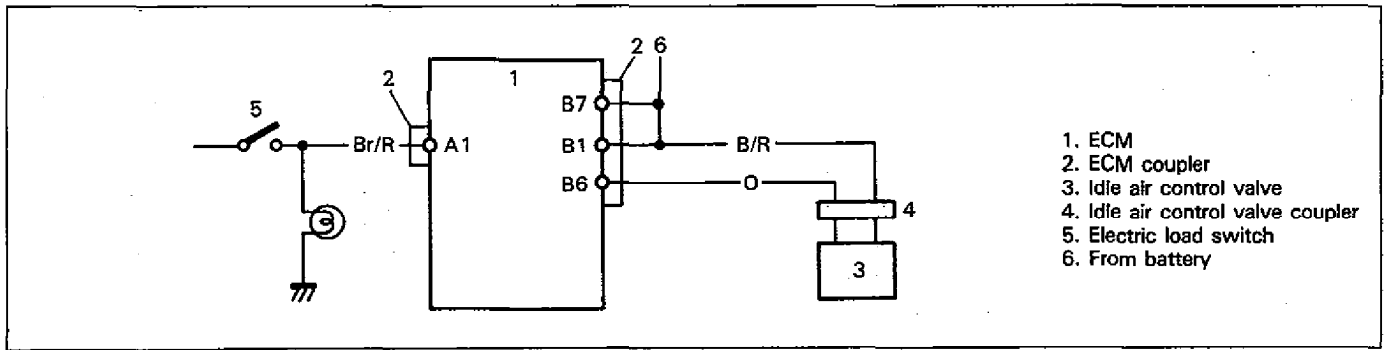 2 6
2 1
5 B7
Br/R A1 B1 B/R
B6 O
4
3
1. ECM
2. ECM coupler
3. Idle air control valve
4. Idle air control valve coupler
5. Electric load switch
6. From battery